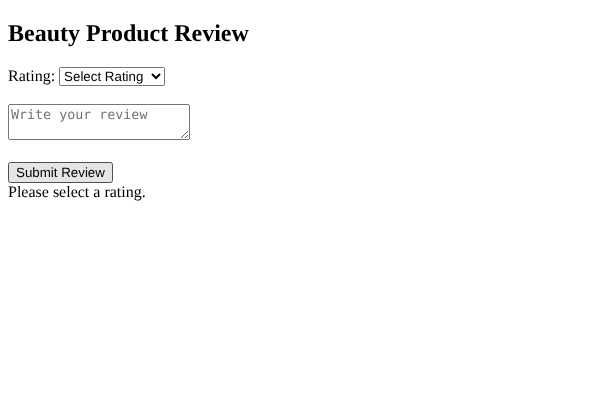 Beauty Product Review
Rating: Select Rating
Write your review
Submit Review
Please select a rating.